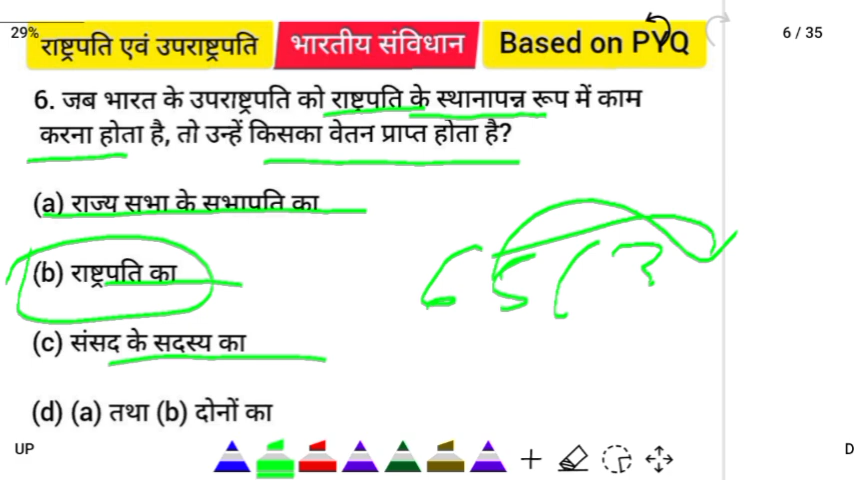 29%
राष्ट्रपति एवं उपराष्ट्रपति भारतीय संविधान Based on PYQ 6 / 35
6. जब भारत के उपराष्ट्रपति को राष्ट्रपति के स्थानापन्न रूप में काम
करना होता है, तो उन्हें किसका वेतन प्राप्त होता है?
(a) राज्य सभा के सभापति का
(b) राष्ट्रपति का
(c) संसद के सदस्य का
(d) (a) तथा (b) दोनों का
UP D